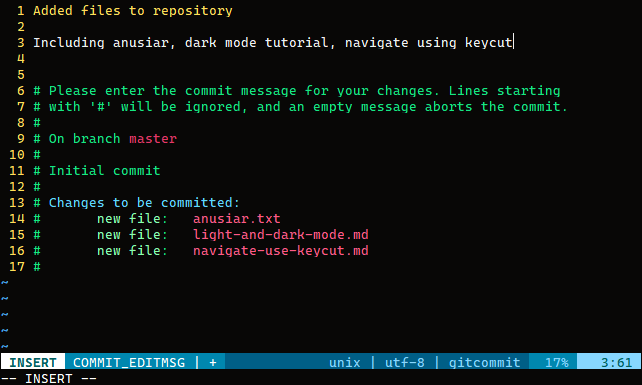 1 Added files to repository
2
3 Including anusiar, dark mode tutorial, navigate using keycut
4
5
6 # Please enter the commit message for your changes. Lines starting
7 # with '#' will be ignored, and an empty message aborts the commit.
8 #
9 # On branch master
10 #
11 # Initial commit
12 #
13 # Changes to be committed:
14 #       new file:   anusiar.txt
15 #       new file:   light-and-dark-mode.md
16 #       new file:   navigate-use-keycut.md
17 #
~
~
~
~
~
INSERT COMMIT_EDITMSG | + unix | utf-8 | gitcommit 17% 3:61
-- INSERT --